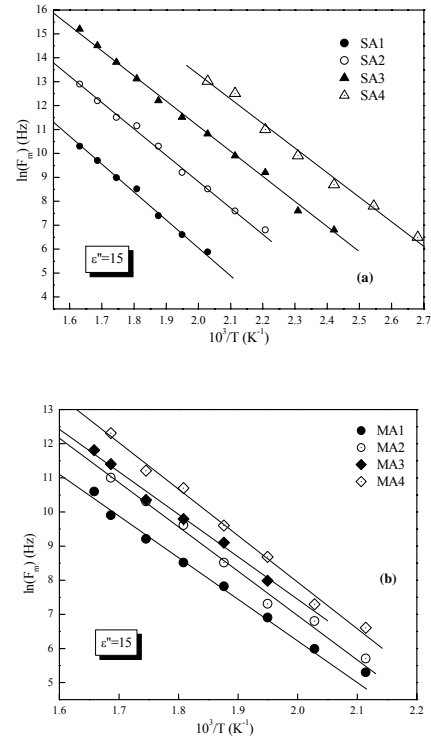 16
15
14
13
12
11
10
9
8
7
6
5
4
ln(Fₘ) (Hz)
SA1
SA2
SA3
SA4
ε"=15
(a)
1.6 1.7 1.8 1.9 2.0 2.1 2.2 2.3 2.4 2.5 2.6 2.7
10³/T (K⁻¹)
13
12
11
10
9
8
7
6
5
ln(Fₘ) (Hz)
MA1
MA2
MA3
MA4
(b)
ε"=15
1.6 1.7 1.8 1.9 2.0 2.1 2.2
10³/T (K⁻¹)